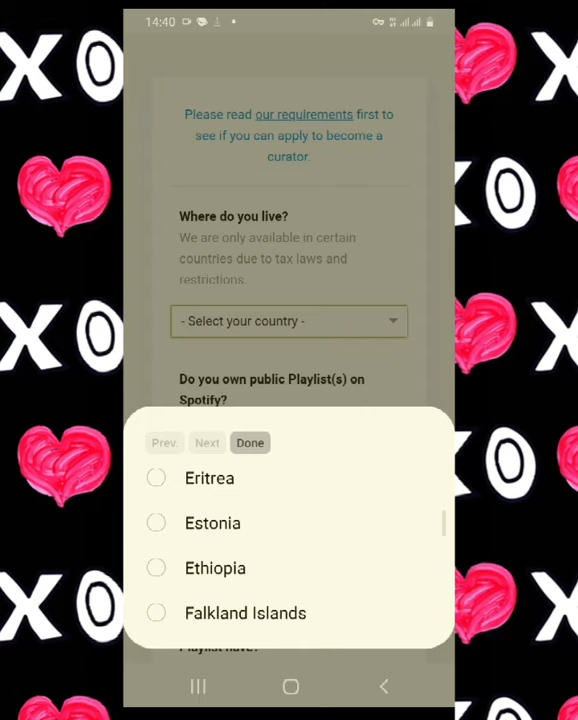 14:40
Please read our requirements first to
see if you can apply to become a
curator.
Where do you live?
We are only available in certain
countries due to tax laws and
restrictions.
- Select your country -
Do you own public Playlist(s) on
Spotify?
Prev. Next Done
Eritrea
Estonia
Ethiopia
Falkland Islands
Playlist have?
XO
XO
XO
XO
XO